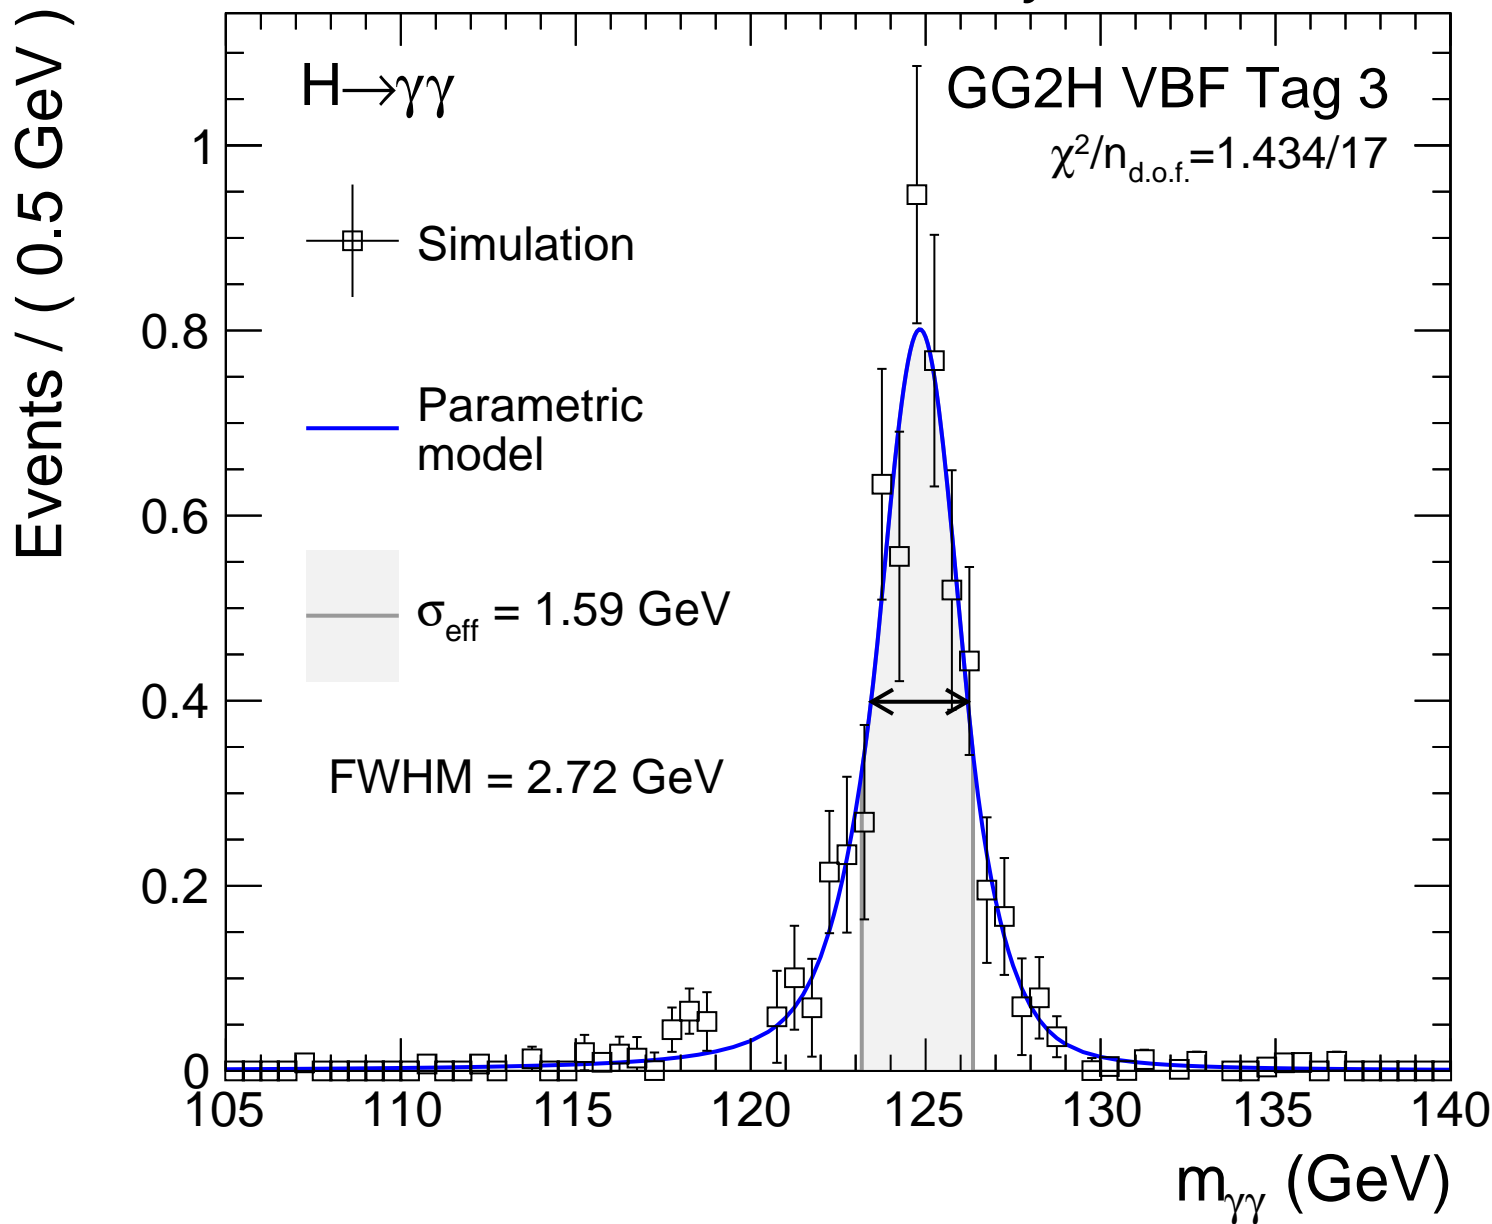 H→γγ
GG2H VBF Tag 3
χ²/n_d.o.f.=1.434/17
Simulation
Parametric
model
σ_eff = 1.59 GeV
FWHM = 2.72 GeV
Events / ( 0.5 GeV )
1
0.8
0.6
0.4
0.2
0
105 110 115 120 125 130 135 140
m_γγ (GeV)